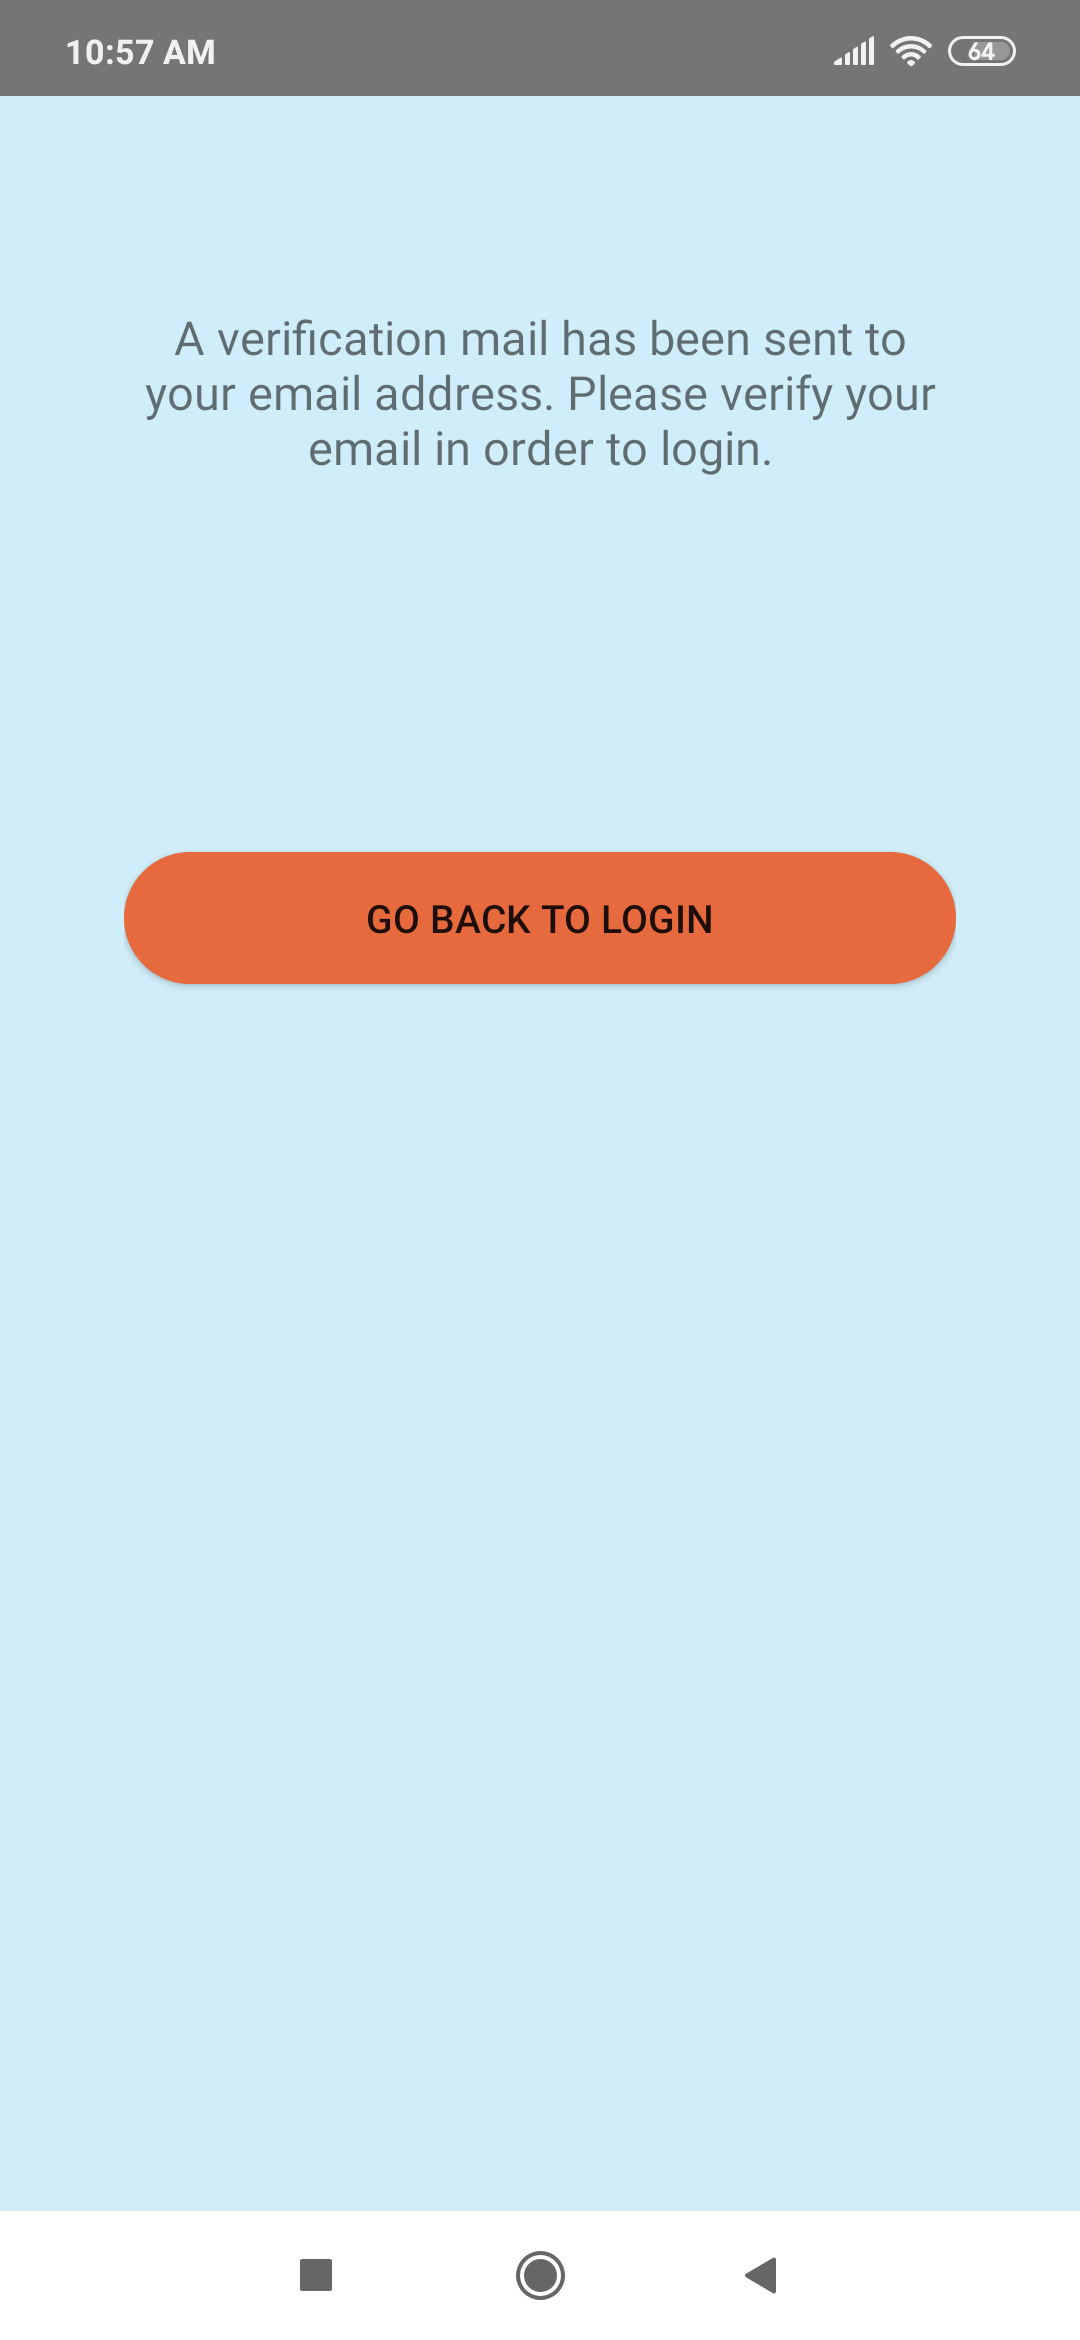 10:57 AM
64
A verification mail has been sent to
your email address. Please verify your
email in order to login.
GO BACK TO LOGIN